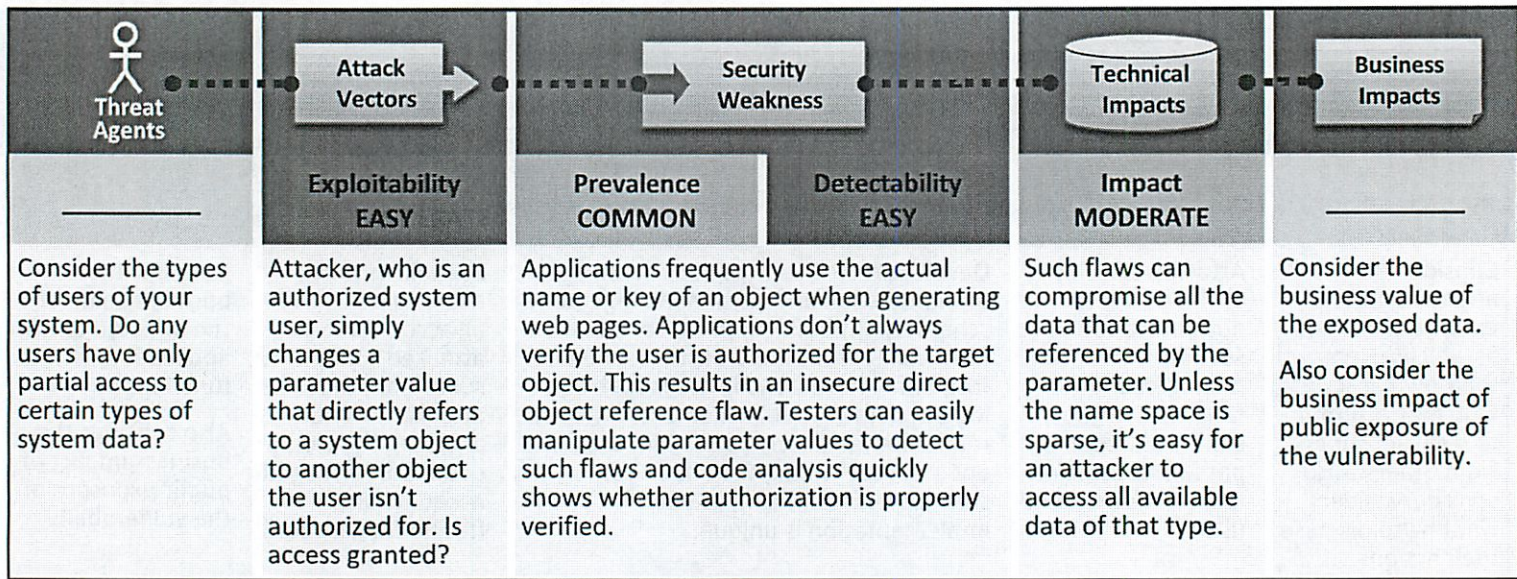 Threat
Agents
Attack
Vectors
Security
Weakness
Technical
Impacts
Business
Impacts
Exploitability
EASY
Prevalence
COMMON
Detectability
EASY
Impact
MODERATE
Consider the types
of users of your
system. Do any
users have only
partial access to
certain types of
system data?
Attacker, who is an
authorized system
user, simply
changes a
parameter value
that directly refers
to a system object
to another object
the user isn’t
authorized for. Is
access granted?
Applications frequently use the actual
name or key of an object when generating
web pages. Applications don’t always
verify the user is authorized for the target
object. This results in an insecure direct
object reference flaw. Testers can easily
manipulate parameter values to detect
such flaws and code analysis quickly
shows whether authorization is properly
verified.
Such flaws can
compromise all the
data that can be
referenced by the
parameter. Unless
the name space is
sparse, it’s easy for
an attacker to
access all available
data of that type.
Consider the
business value of
the exposed data.
Also consider the
business impact of
public exposure of
the vulnerability.